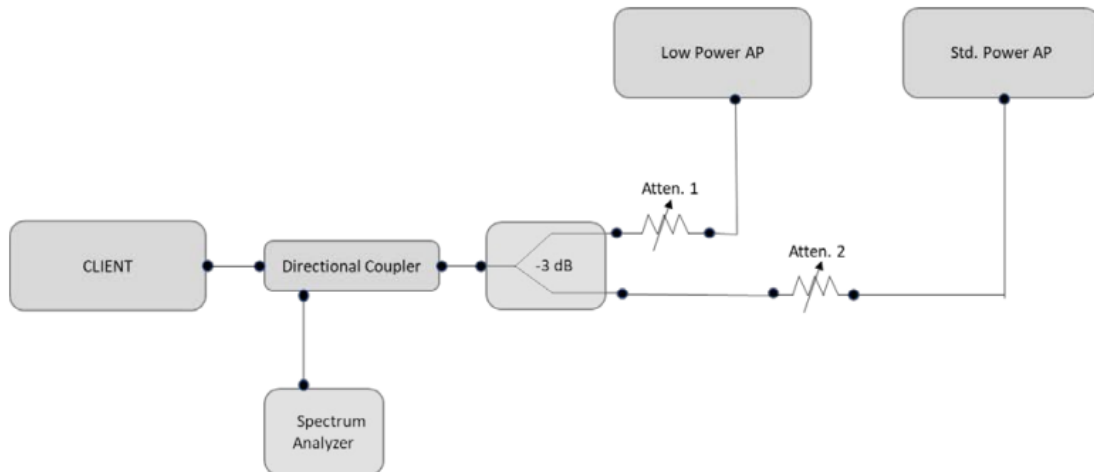 Low Power AP
Std. Power AP
Atten. 1
Atten. 2
CLIENT
Directional Coupler
-3 dB
Spectrum
Analyzer